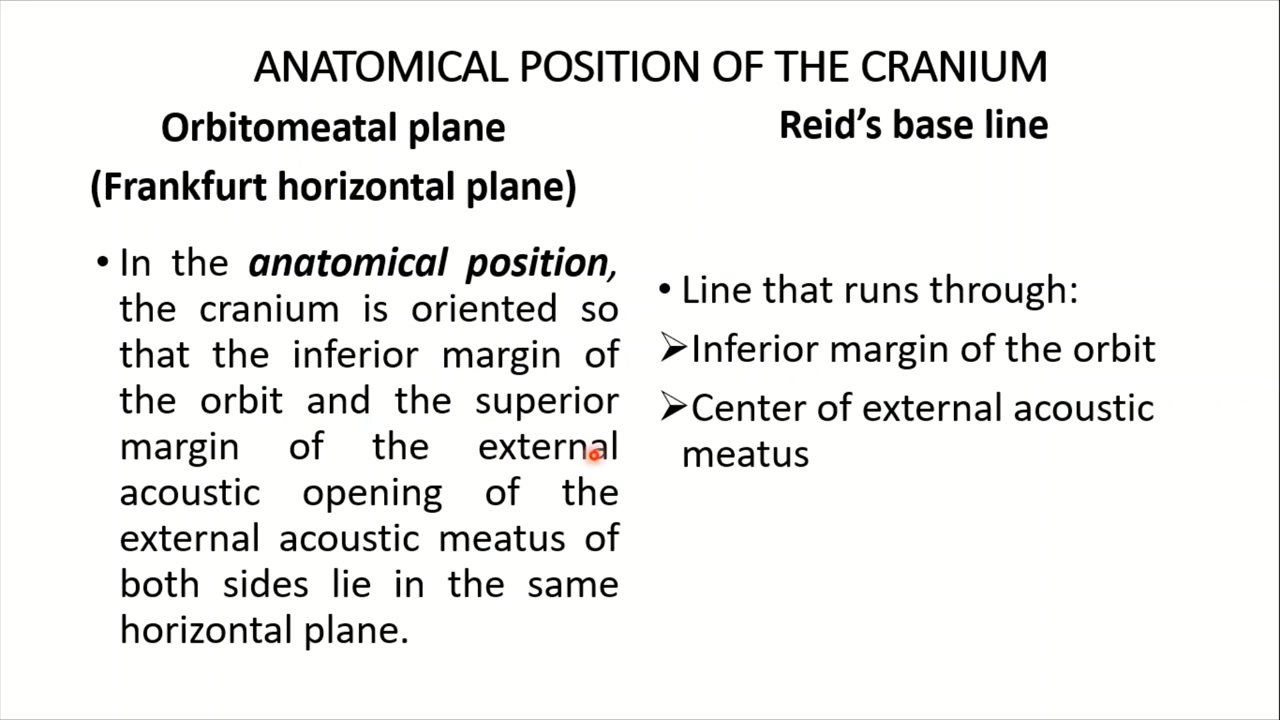 ANATOMICAL POSITION OF THE CRANIUM
Orbitomeatal plane
(Frankfurt horizontal plane)
• In the anatomical position,
the cranium is oriented so
that the inferior margin of
the orbit and the superior
margin of the external
acoustic opening of the
external acoustic meatus of
both sides lie in the same
horizontal plane.
Reid’s base line
• Line that runs through:
➢Inferior margin of the orbit
➢Center of external acoustic
meatus